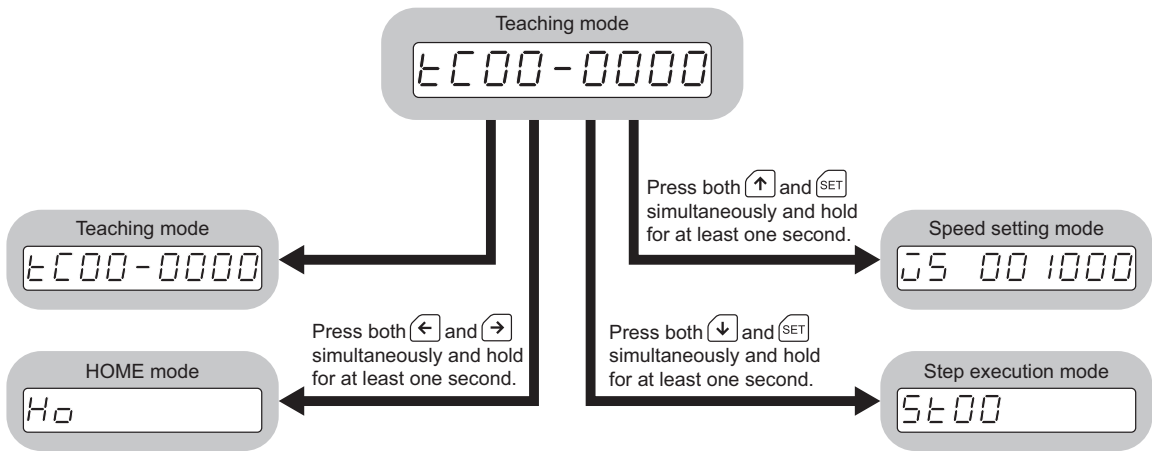 Teaching mode
tC00-0000
Press both ↑ and SET
simultaneously and hold
for at least one second.
Teaching mode
tC00-0000
Speed setting mode
ūS 001000
Press both ← and →
simultaneously and hold
for at least one second.
Press both ↓ and SET
simultaneously and hold
for at least one second.
HOME mode
Ho
Step execution mode
St00